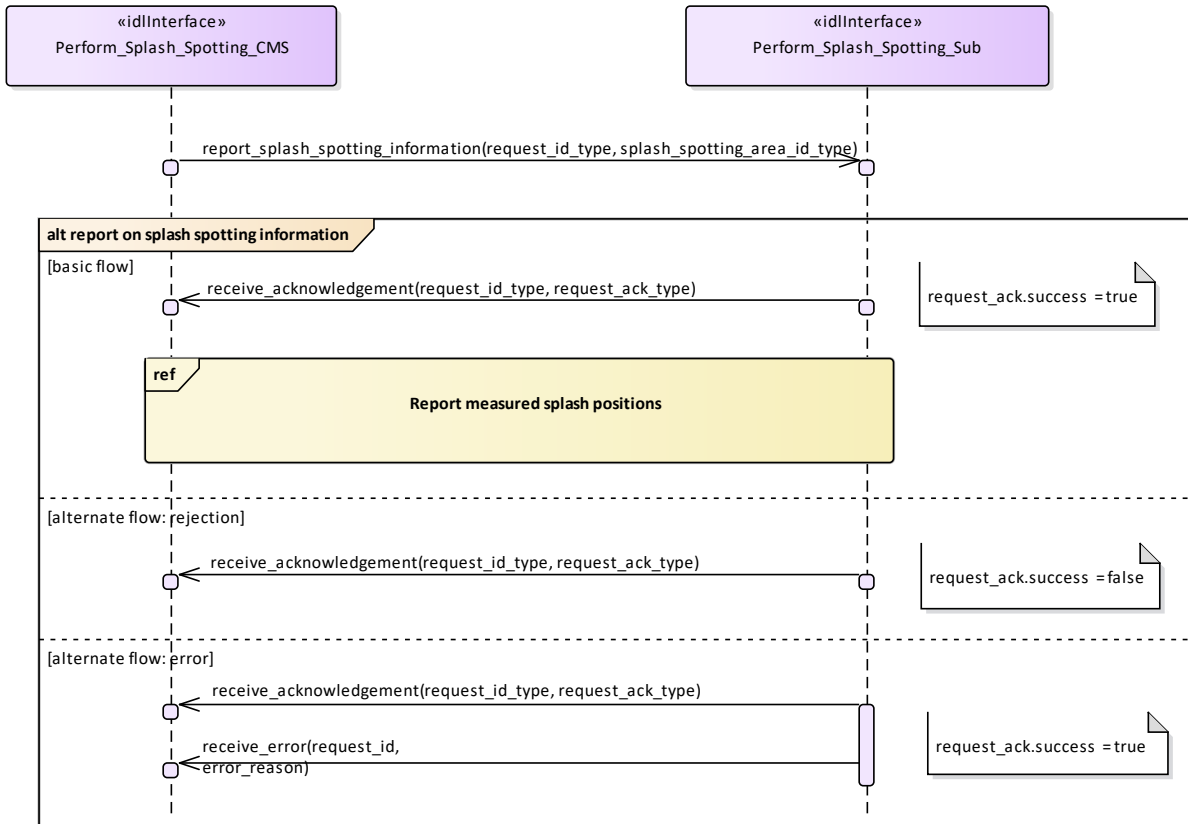 «idlInterface»
Perform_Splash_Spotting_CMS
«idlInterface»
Perform_Splash_Spotting_Sub
report_splash_spotting_information(request_id_type, splash_spotting_area_id_type)
alt report on splash spotting information
[basic flow]
receive_acknowledgement(request_id_type, request_ack_type)
request_ack.success = true
ref
Report measured splash positions
[alternate flow: rejection]
receive_acknowledgement(request_id_type, request_ack_type)
request_ack.success = false
[alternate flow: error]
receive_acknowledgement(request_id_type, request_ack_type)
receive_error(request_id,
error_reason)
request_ack.success = true